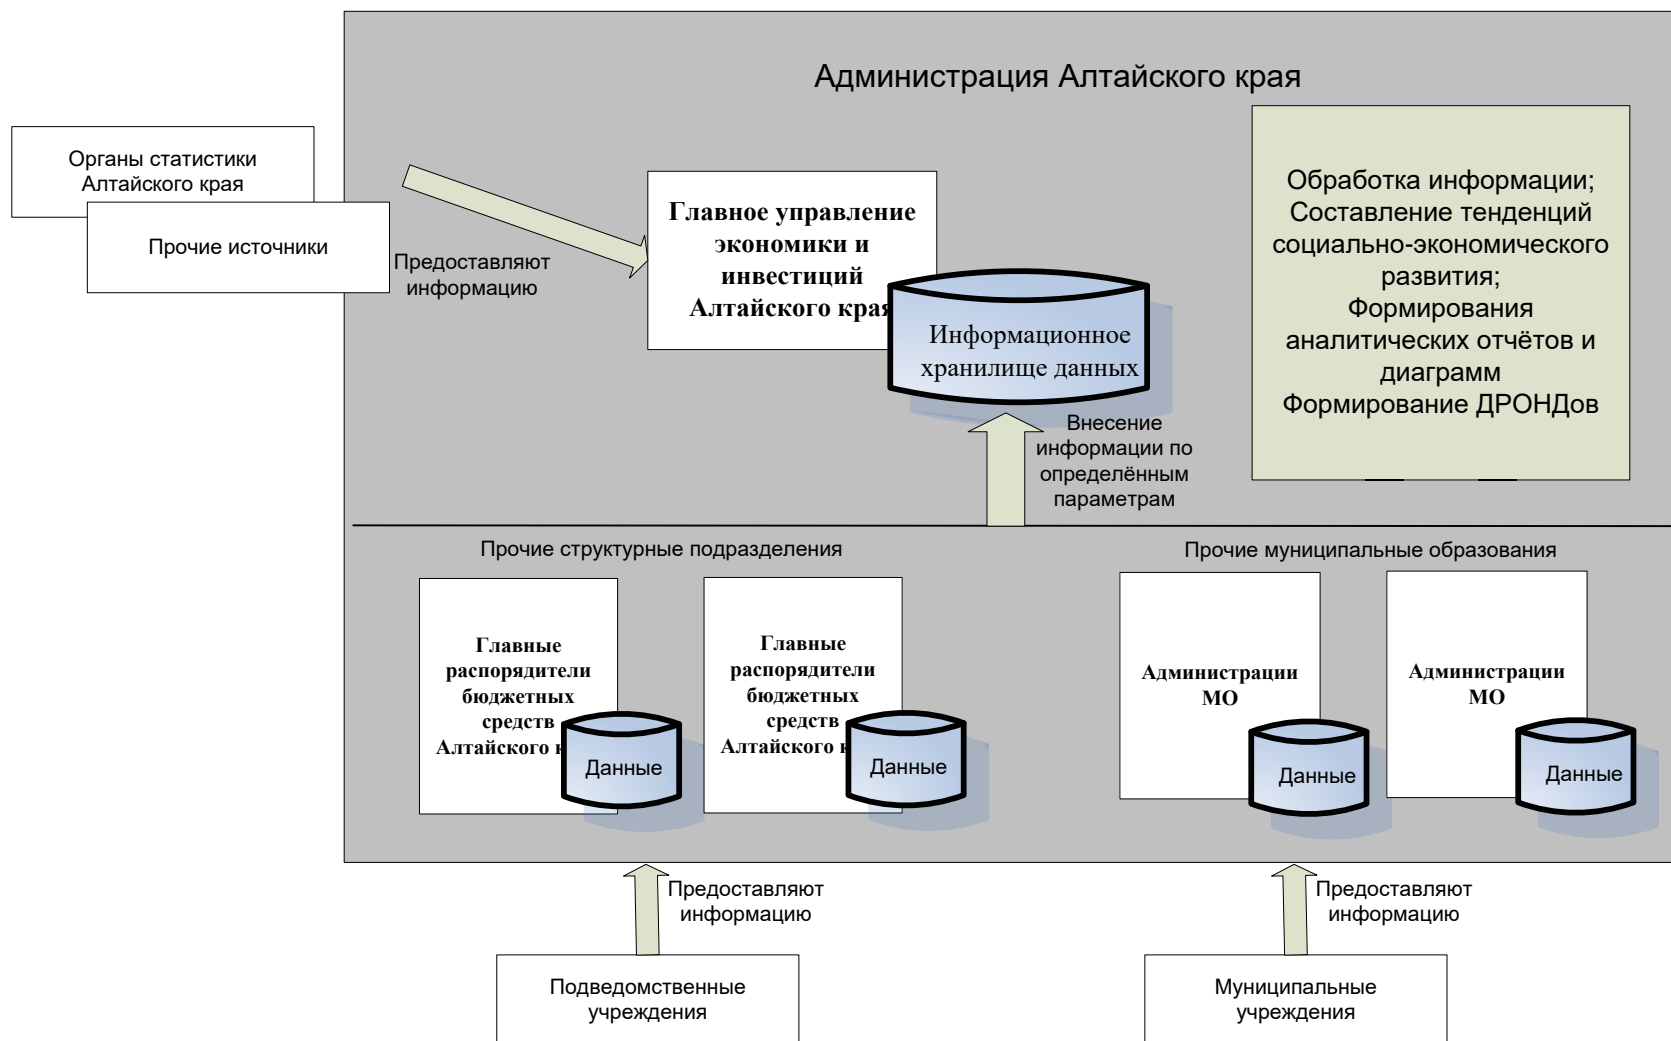 Администрация Алтайского края
Органы статистики
Алтайского края
Прочие источники
Предоставляют
информацию
Главное управление
экономики и
инвестиций
Алтайского края
Информационное
хранилище данных
Обработка информации;
Составление тенденций
социально-экономического
развития;
Формирования
аналитических отчётов и
диаграмм
Формирование ДРОНДов
Внесение
информации по
определённым
параметрам
Прочие структурные подразделения
Прочие муниципальные образования
Главные
распорядители
бюджетных
средств
Алтайского к
Данные
Главные
распорядители
бюджетных
средств
Алтайского к
Данные
Администрации
МО
Данные
Администрации
МО
Данные
Предоставляют
информацию
Предоставляют
информацию
Подведомственные
учреждения
Муниципальные
учреждения